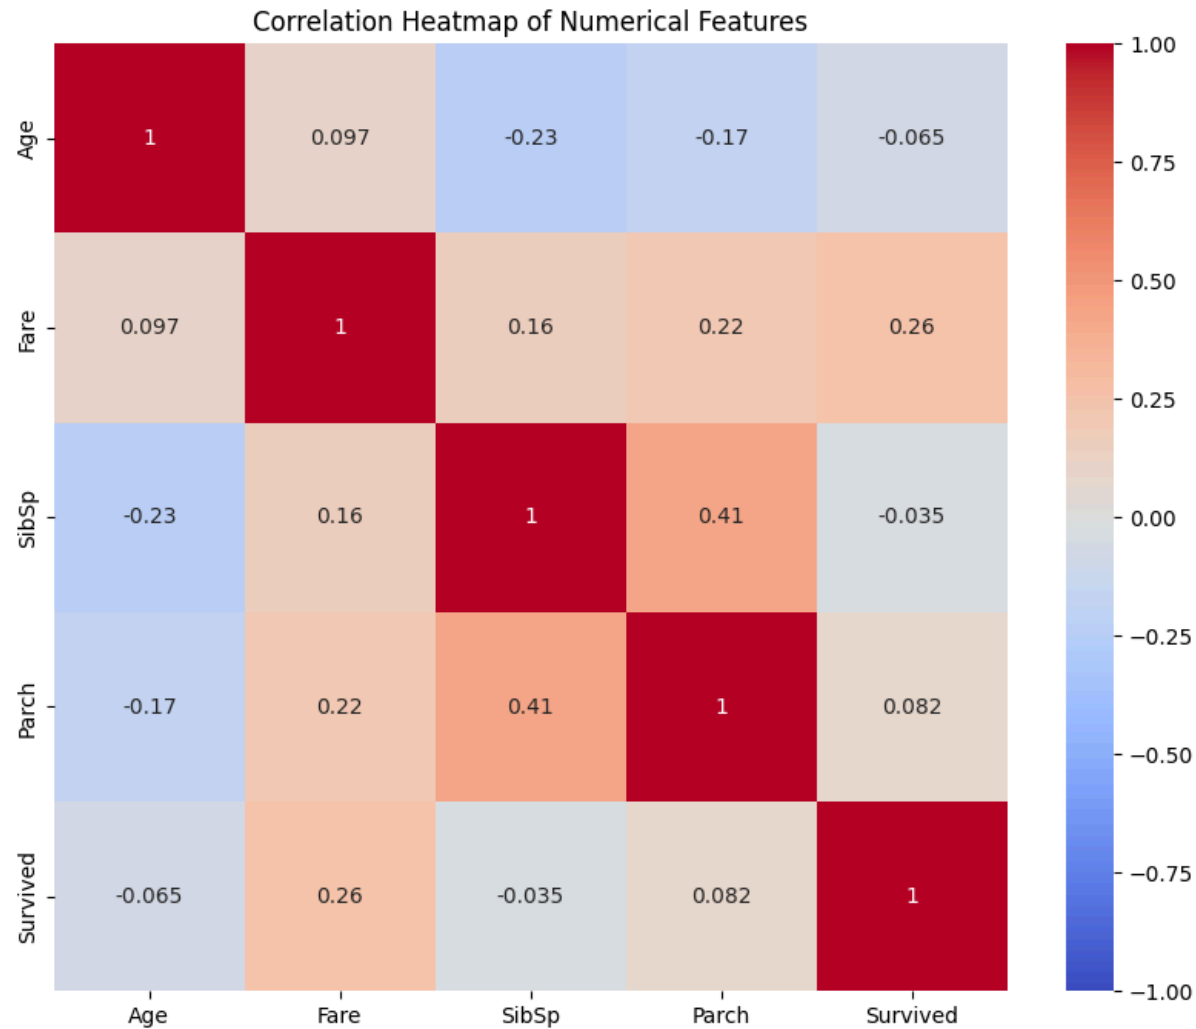 Correlation Heatmap of Numerical Features
Age 1 0.097 -0.23 -0.17 -0.065
Fare 0.097 1 0.16 0.22 0.26
SibSp -0.23 0.16 1 0.41 -0.035
Parch -0.17 0.22 0.41 1 0.082
Survived -0.065 0.26 -0.035 0.082 1
Age Fare SibSp Parch Survived
1.00
0.75
0.50
0.25
0.00
−0.25
−0.50
−0.75
−1.00